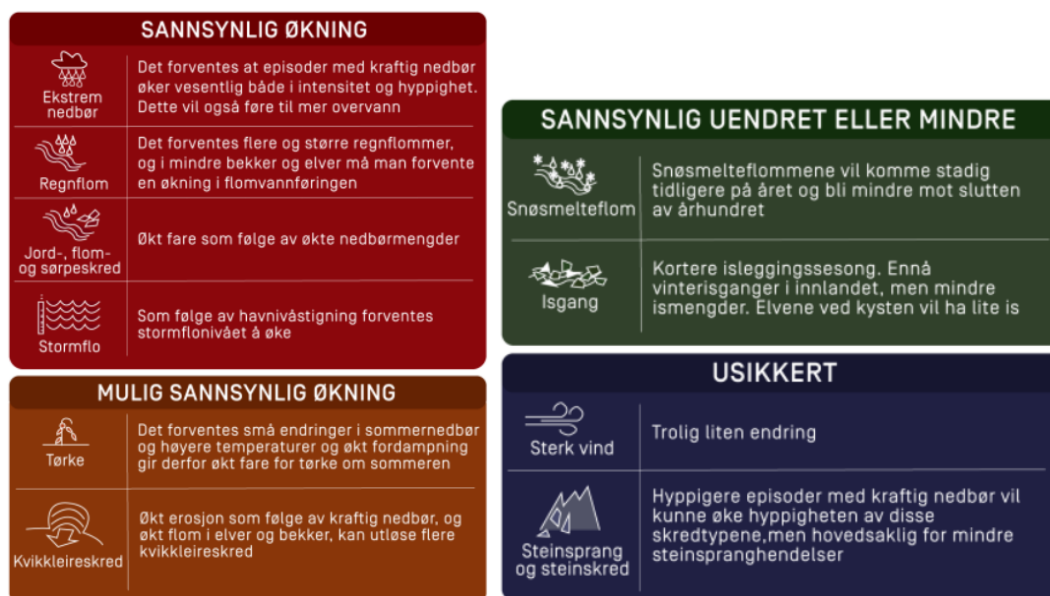 SANNSYNLIG ØKNING
Ekstrem
nedbør
Det forventes at episoder med kraftig nedbør
øker vesentlig både i intensitet og hyppighet.
Dette vil også føre til mer overvann
Regnflom
Det forventes flere og større regnflommer,
og i mindre bekker og elver må man forvente
en økning i flomvannføringen
Jord-, flom-
og sørpeskred
Økt fare som følge av økte nedbørmengder
Stormflo
Som følge av havnivåstigning forventes
stormflonivået å øke
MULIG SANNSYNLIG ØKNING
Tørke
Det forventes små endringer i sommernedbør
og høyere temperaturer og økt fordampning
gir derfor økt fare for tørke om sommeren
Kvikkleireskred
Økt erosjon som følge av kraftig nedbør, og
økt flom i elver og bekker, kan utløse flere
kvikkleireskred
SANNSYNLIG UENDRET ELLER MINDRE
Snøsmelteflom
Snøsmelteflommene vil komme stadig
tidligere på året og bli mindre mot slutten
av århundret
Isgang
Kortere isleggingssesong. Ennå
vinterisganger i innlandet, men mindre
ismengder. Elvene ved kysten vil ha lite is
USIKKERT
Sterk vind
Trolig liten endring
Steinsprang
og steinskred
Hyppigere episoder med kraftig nedbør vil
kunne øke hyppigheten av disse
skredtypene,men hovedsaklig for mindre
steinspranghendelser